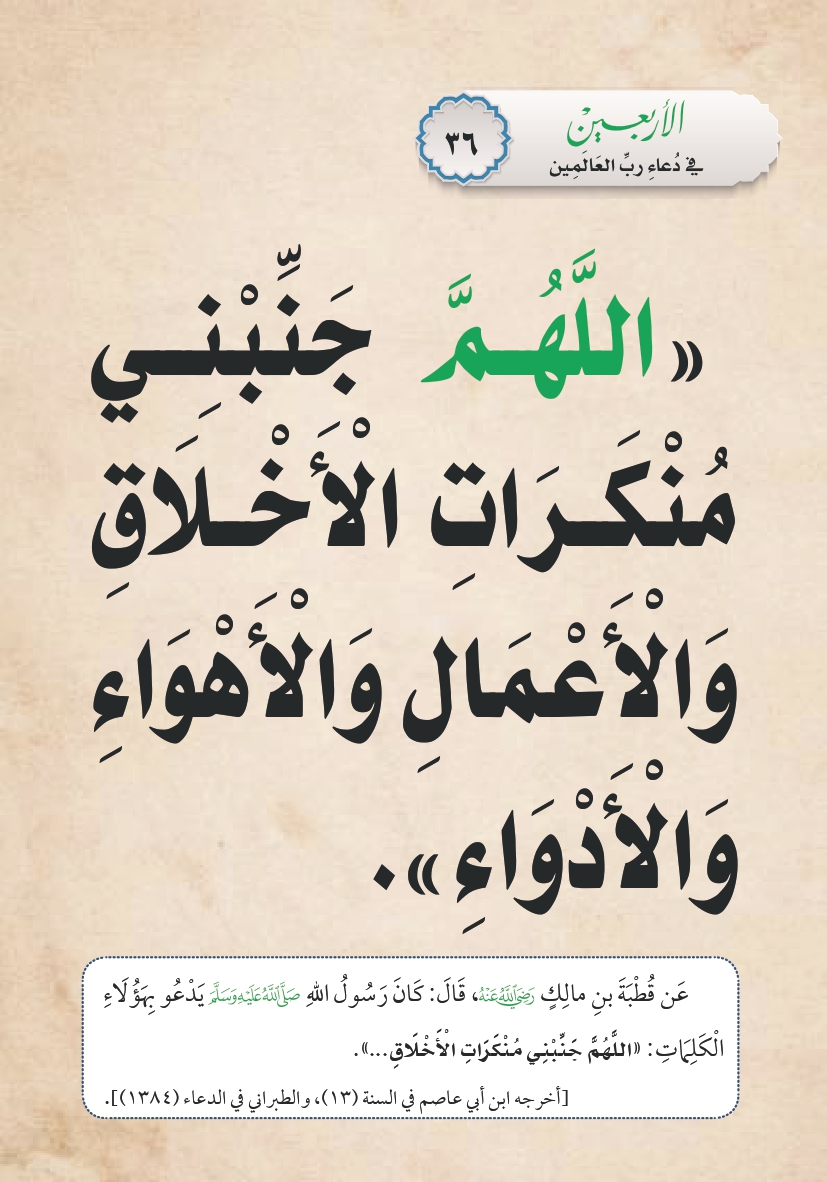 الأربعين
في دُعاءِ ربِّ العَالَمِين
٣٦
«اللَّهُمَّ جَنِّبْنِي
مُنْكَرَاتِ الْأَخْلَاقِ
وَالْأَعْمَالِ وَالْأَهْوَاءِ
وَالْأَدْوَاءِ».
عَن قُطْبَةَ بنِ مالِكٍ رَضِيَ اللَّهُ عَنْهُ، قَالَ: كَانَ رَسُولُ اللهِ صَلَّى اللَّهُ عَلَيْهِ وَسَلَّمَ يَدْعُو بِهَؤُلَاءِ
الْكَلِمَاتِ: «اللَّهُمَّ جَنِّبْنِي مُنْكَرَاتِ الْأَخْلَاقِ...».
[أخرجه ابن أبي عاصم في السنة (١٣)، والطبراني في الدعاء (١٣٨٤)].